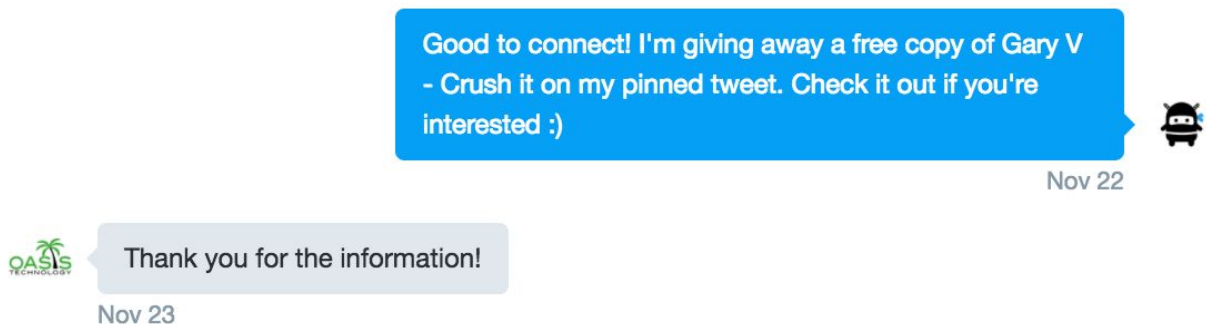 Good to connect! I'm giving away a free copy of Gary V
- Crush it on my pinned tweet. Check it out if you're
interested :)
Nov 22
OASIS
TECHNOLOGY
Thank you for the information!
Nov 23